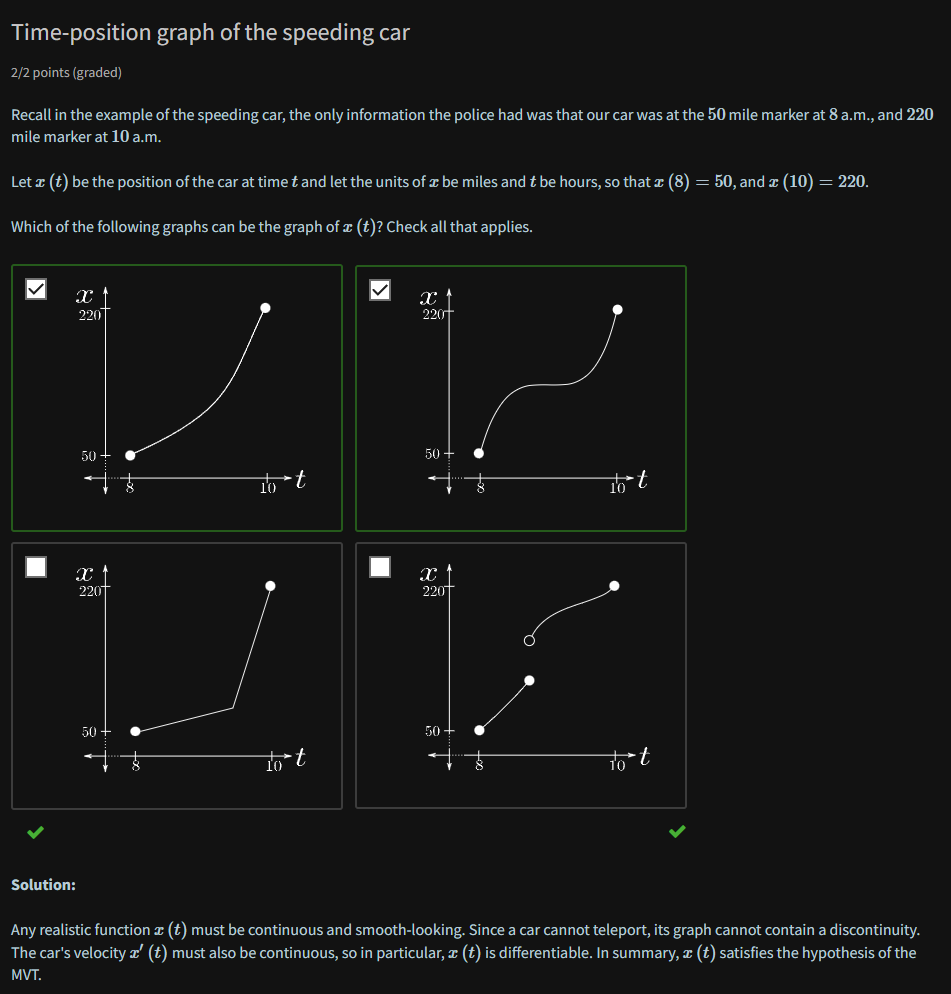 Time-position graph of the speeding car
2/2 points (graded)
Recall in the example of the speeding car, the only information the police had was that our car was at the 50 mile marker at 8 a.m., and 220
mile marker at 10 a.m.
Let x (t) be the position of the car at time t and let the units of x be miles and t be hours, so that x (8) = 50, and x (10) = 220.
Which of the following graphs can be the graph of x (t)? Check all that applies.
x
220
50
8
10
t
x
220
50
8
10
t
x
220
50
8
10
t
x
220
50
8
10
t
Solution:
Any realistic function x (t) must be continuous and smooth-looking. Since a car cannot teleport, its graph cannot contain a discontinuity.
The car's velocity x′ (t) must also be continuous, so in particular, x (t) is differentiable. In summary, x (t) satisfies the hypothesis of the
MVT.